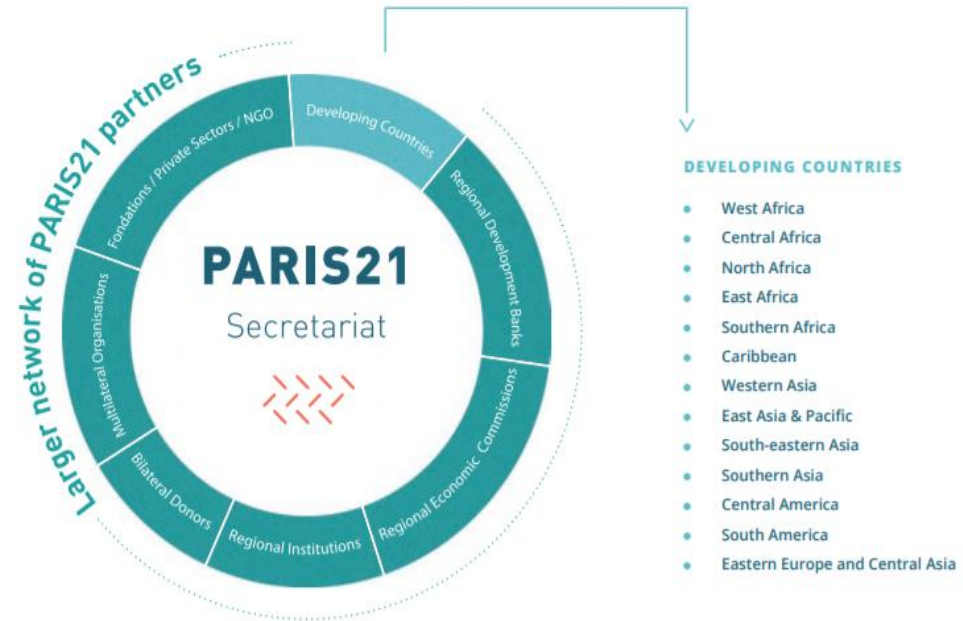 Larger network of PARIS21 partners
Developing Countries
Regional Development Banks
Regional Economic Commissions
Regional Institutions
Bilateral Donors
Multilateral Organisations
Fondations / Private Sectors / NGO
PARIS21
Secretariat
DEVELOPING COUNTRIES
West Africa
Central Africa
North Africa
East Africa
Southern Africa
Caribbean
Western Asia
East Asia & Pacific
South-eastern Asia
Southern Asia
Central America
South America
Eastern Europe and Central Asia